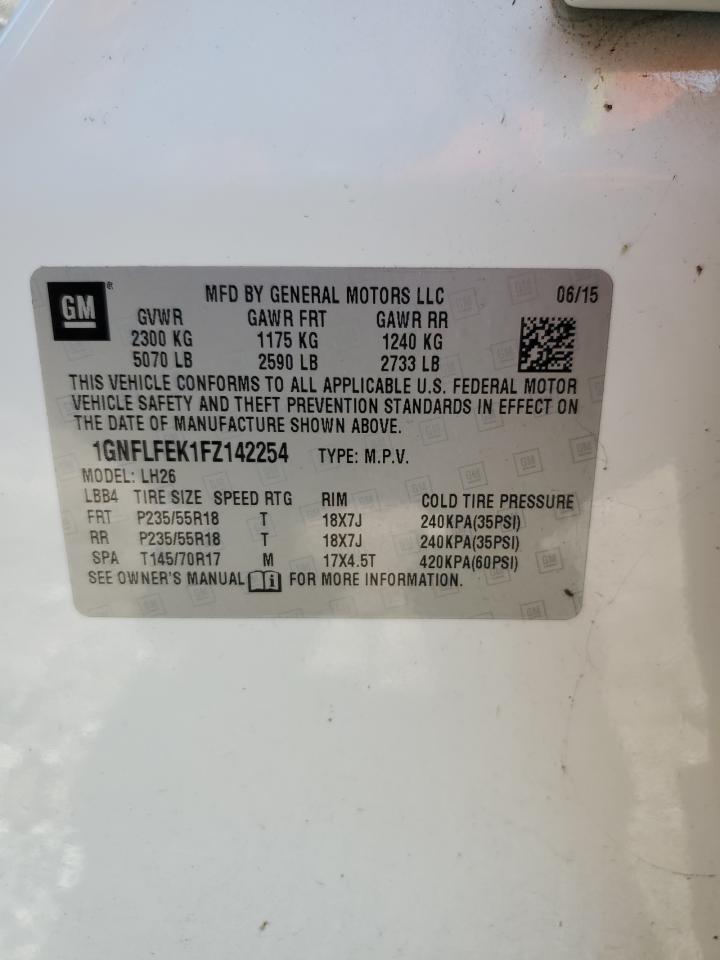 GM ® MFD BY GENERAL MOTORS LLC 06/15
GVWR GAWR FRT GAWR RR
2300 KG 1175 KG 1240 KG
5070 LB 2590 LB 2733 LB
THIS VEHICLE CONFORMS TO ALL APPLICABLE U.S. FEDERAL MOTOR
VEHICLE SAFETY AND THEFT PREVENTION STANDARDS IN EFFECT ON
THE DATE OF MANUFACTURE SHOWN ABOVE.
1GNFLFEK1FZ142254 TYPE: M.P.V.
MODEL: LH26
LBB4 TIRE SIZE SPEED RTG RIM COLD TIRE PRESSURE
FRT P235/55R18 T 18X7J 240KPA(35PSI)
RR P235/55R18 T 18X7J 240KPA(35PSI)
SPA T145/70R17 M 17X4.5T 420KPA(60PSI)
SEE OWNER'S MANUAL i FOR MORE INFORMATION.